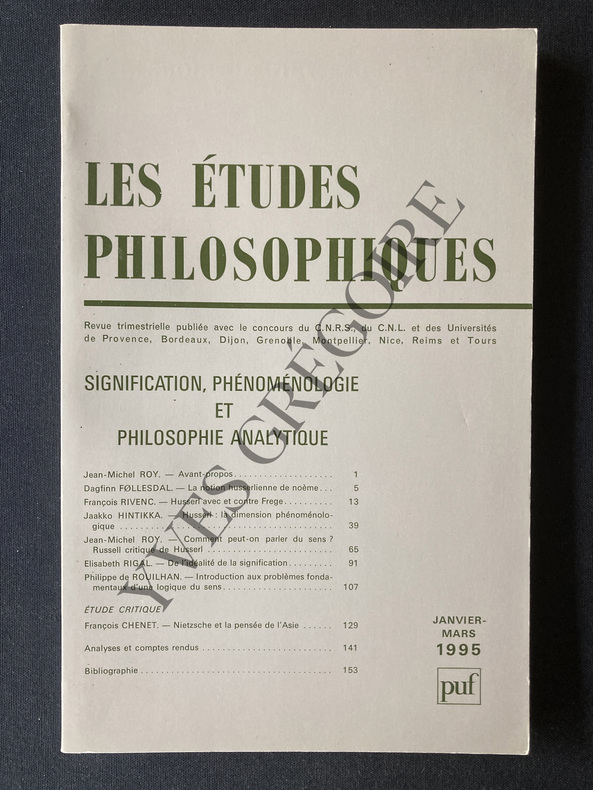 LES ÉTUDES
PHILOSOPHIQUES
Revue trimestrielle publiée avec le concours du C.N.R.S., du C.N.L. et des Universités
de Provence, Bordeaux, Dijon, Grenoble, Montpellier, Nice, Reims et Tours
SIGNIFICATION, PHÉNOMÉNOLOGIE
ET
PHILOSOPHIE ANALYTIQUE
Jean-Michel ROY. — Avant-propos . . . . . . . . . . . . . . . . . . . 1
Dagfinn FØLLESDAL. — La notion husserlienne de noème . . . 5
François RIVENC. — Husserl avec et contre Frege . . . . . . . . . 13
Jaakko HINTIKKA. — Husserl : la dimension phénoménolo-
gique . . . . . . . . . . . . . . . . . . . . . . . . . . . . . . . . . . . . 39
Jean-Michel ROY. — Comment peut-on parler du sens ?
Russell critique de Husserl . . . . . . . . . . . . . . . . . . . . . 65
Elisabeth RIGAL. — De l'idéalité de la signification . . . . . . . . 91
Philippe de ROUILHAN. — Introduction aux problèmes fonda-
mentaux d'une logique du sens . . . . . . . . . . . . . . . . . . 107
ÉTUDE CRITIQUE
François CHENET. — Nietzsche et la pensée de l'Asie . . . . . . 129
Analyses et comptes rendus . . . . . . . . . . . . . . . . . . . . . . 141
Bibliographie . . . . . . . . . . . . . . . . . . . . . . . . . . . . . . . . 153
JANVIER-
MARS
1995
puf
YVES GRÉGOIRE